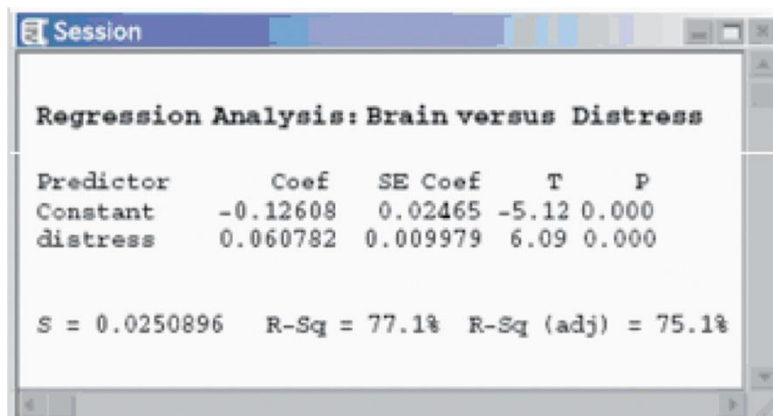 Session
Regression Analysis: Brain versus Distress
Predictor Coef SE Coef T P
Constant -0.12608 0.02465 -5.12 0.000
distress 0.060782 0.009979 6.09 0.000
S = 0.0250896 R-Sq = 77.1% R-Sq (adj) = 75.1%